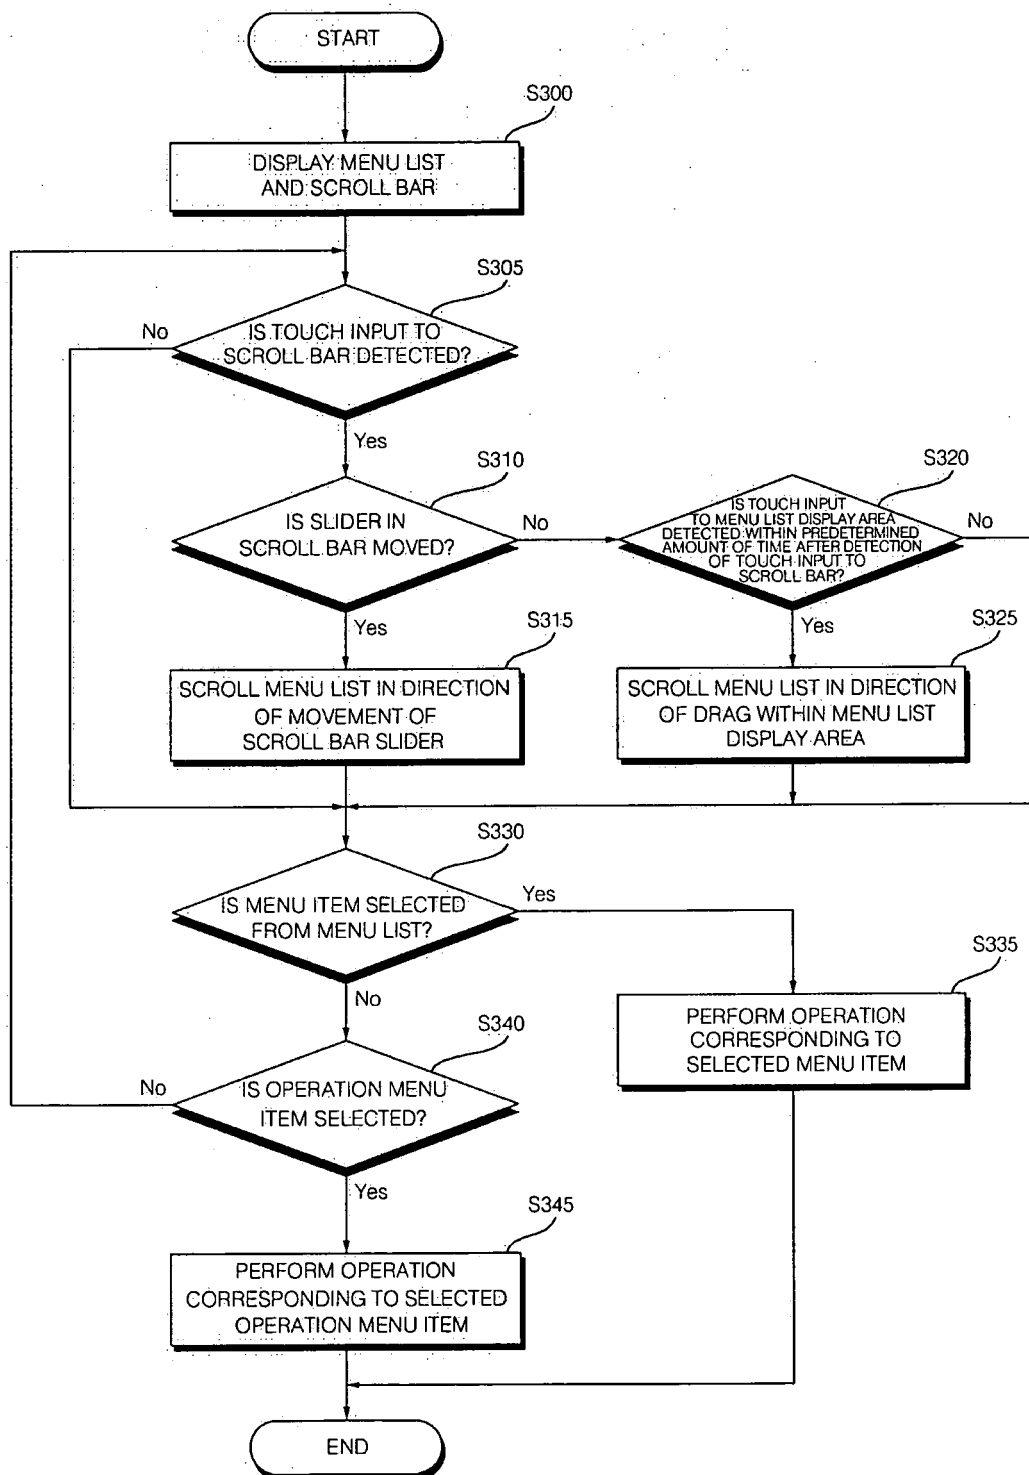 START
S300
DISPLAY MENU LIST
AND SCROLL BAR
S305
No
IS TOUCH INPUT TO
SCROLL BAR DETECTED?
Yes
S310
IS SLIDER IN
SCROLL BAR MOVED?
No
S320
IS TOUCH INPUT
TO MENU LIST DISPLAY AREA
DETECTED WITHIN PREDETERMINED
AMOUNT OF TIME AFTER DETECTION
OF TOUCH INPUT TO
SCROLL BAR?
No
Yes
S315
SCROLL MENU LIST IN DIRECTION
OF MOVEMENT OF
SCROLL BAR SLIDER
Yes
S325
SCROLL MENU LIST IN DIRECTION
OF DRAG WITHIN MENU LIST
DISPLAY AREA
S330
IS MENU ITEM SELECTED
FROM MENU LIST?
Yes
S335
PERFORM OPERATION
CORRESPONDING TO
SELECTED MENU ITEM
No
S340
No
IS OPERATION MENU
ITEM SELECTED?
Yes
S345
PERFORM OPERATION
CORRESPONDING TO SELECTED
OPERATION MENU ITEM
END